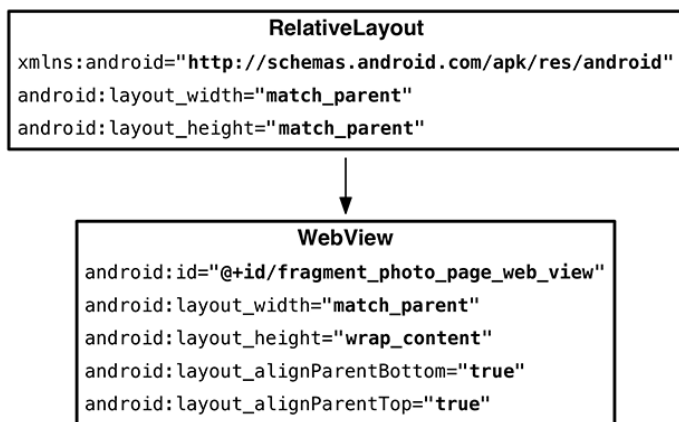 RelativeLayout
xmlns:android="http://schemas.android.com/apk/res/android"
android:layout_width="match_parent"
android:layout_height="match_parent"
WebView
android:id="@+id/fragment_photo_page_web_view"
android:layout_width="match_parent"
android:layout_height="wrap_content"
android:layout_alignParentBottom="true"
android:layout_alignParentTop="true"